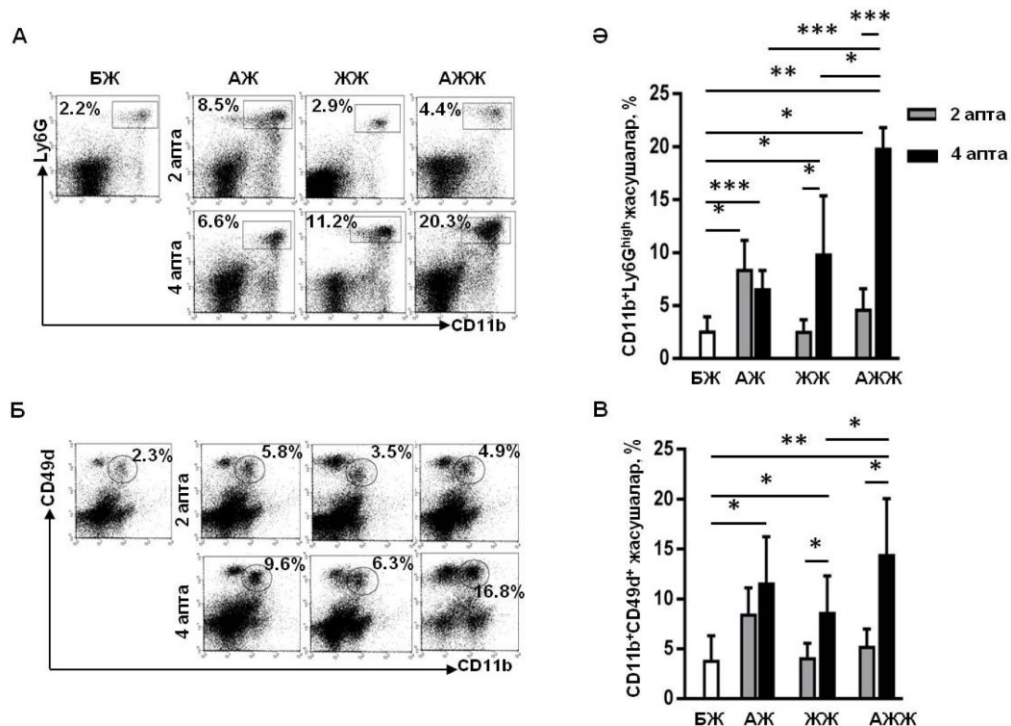 А
БЖ АЖ ЖЖ АЖЖ
2.2% 8.5% 2.9% 4.4%
Ly6G
2 апта
6.6% 11.2% 20.3%
4 апта
CD11b
Ә
*** ***
** *
*
*
* ***
*
25
20
15
10
5
0
CD11b⁺Ly6G^high жасушалар, %
БЖ АЖ ЖЖ АЖЖ
2 апта
4 апта
Б
2.3% 5.8% 3.5% 4.9%
CD49d
2 апта
9.6% 6.3% 16.8%
4 апта
CD11b
В
** *
* *
* *
25
20
15
10
5
0
CD11b⁺CD49d⁺ жасушалар, %
БЖ АЖ ЖЖ АЖЖ